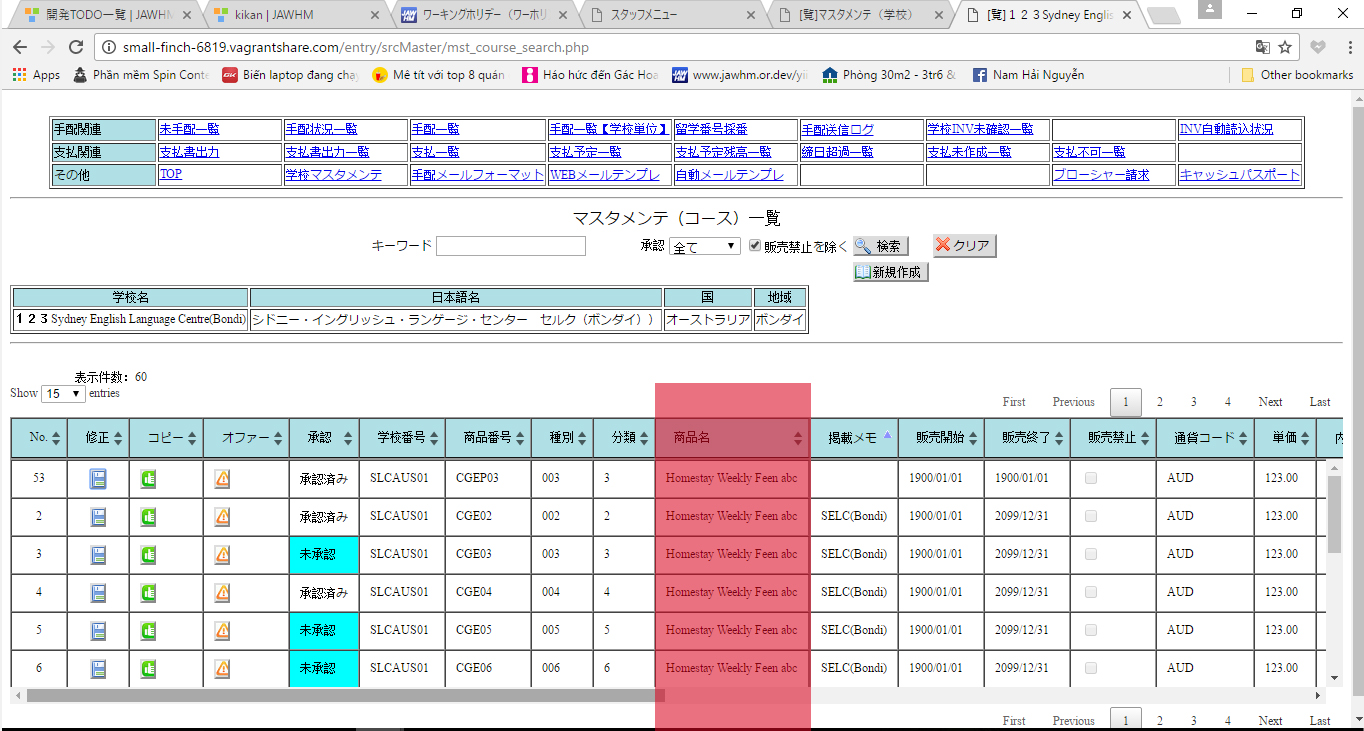 開発TODO一覧 | JAWHM
kikan | JAWHM
ワーキングホリデー（ワーホリ
スタッフメニュー
[覧]マスタメンテ（学校）
[覧]１２３Sydney Englis
small-finch-6819.vagrantshare.com/entry/srcMaster/mst_course_search.php
Apps Phần mềm Spin Conte Biến laptop đang chạy Mê tít với top 8 quán Háo hức đến Gác Hoa www.jawhm.or.dev/yii Phòng 30m2 - 3tr6 & Nam Hải Nguyễn Other bookmarks
手配関連 未手配一覧 手配状況一覧 手配一覧 手配一覧【学校単位】 留学番号採番 手配送信ログ 学校INV未確認一覧 INV自動読込状況
支払関連 支払書出力 支払書出力一覧 支払一覧 支払予定一覧 支払予定残高一覧 締日超過一覧 支払未作成一覧 支払不可一覧
その他 TOP 学校マスタメンテ 手配メールフォーマット WEBメールテンプレ 自動メールテンプレ ブローシャー請求 キャッシュパスポート
マスタメンテ（コース）一覧
キーワード 承認 全て 販売禁止を除く 検索 クリア
新規作成
学校名 日本語名 国 地域
１２３Sydney English Language Centre(Bondi) シドニー・イングリッシュ・ランゲージ・センター　セルク（ボンダイ）） オーストラリア ボンダイ
表示件数：60
Show 15 entries
First Previous 1 2 3 4 Next Last
No. 修正 コピー オファー 承認 学校番号 商品番号 種別 分類 商品名 掲載メモ 販売開始 販売終了 販売禁止 通貨コード 単価
53 承認済み SLCAUS01 CGEP03 003 3 Homestay Weekly Feen abc 1900/01/01 1900/01/01 AUD 123.00
2 承認済み SLCAUS01 CGE02 002 2 Homestay Weekly Feen abc SELC(Bondi) 1900/01/01 2099/12/31 AUD 123.00
3 未承認 SLCAUS01 CGE03 003 3 Homestay Weekly Feen abc SELC(Bondi) 1900/01/01 2099/12/31 AUD 123.00
4 承認済み SLCAUS01 CGE04 004 4 Homestay Weekly Feen abc SELC(Bondi) 1900/01/01 2099/12/31 AUD 123.00
5 未承認 SLCAUS01 CGE05 005 5 Homestay Weekly Feen abc SELC(Bondi) 1900/01/01 2099/12/31 AUD 123.00
6 未承認 SLCAUS01 CGE06 006 6 Homestay Weekly Feen abc SELC(Bondi) 1900/01/01 2099/12/31 AUD 123.00
First Previous 1 2 3 4 Next Last